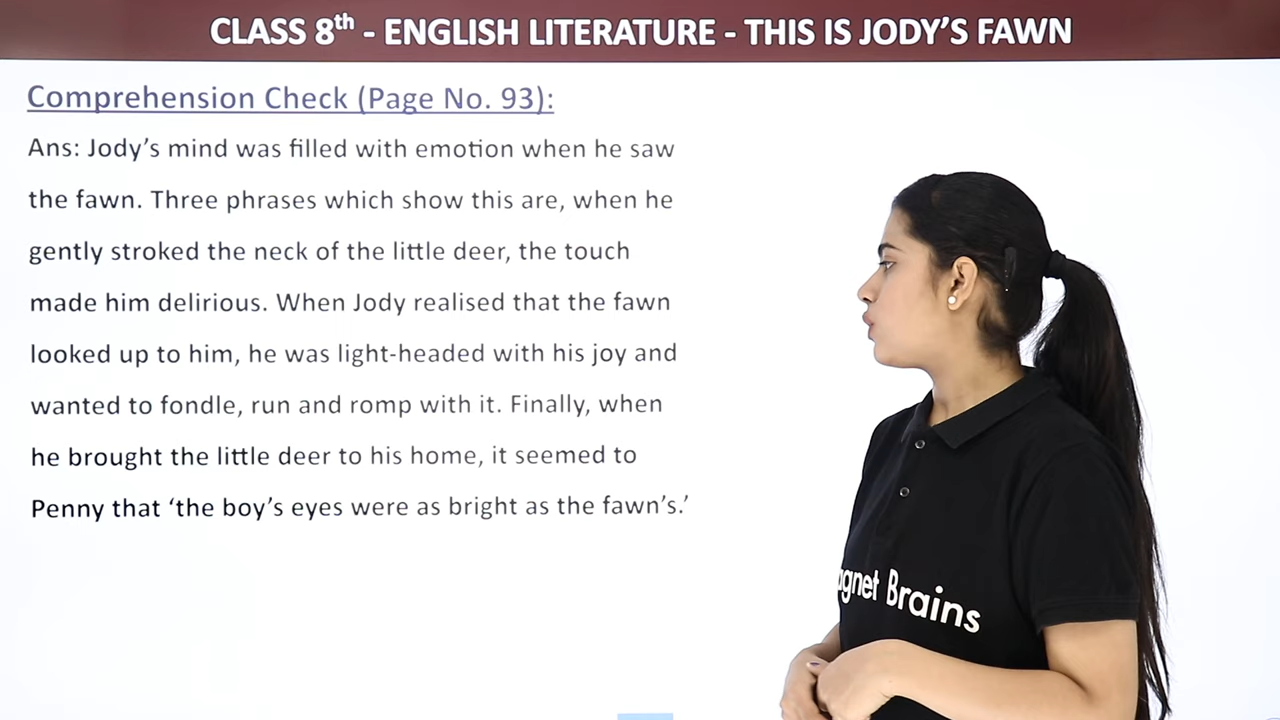 CLASS 8th - ENGLISH LITERATURE - THIS IS JODY'S FAWN
Comprehension Check (Page No. 93):
Ans: Jody's mind was filled with emotion when he saw
the fawn. Three phrases which show this are, when he
gently stroked the neck of the little deer, the touch
made him delirious. When Jody realised that the fawn
looked up to him, he was light-headed with his joy and
wanted to fondle, run and romp with it. Finally, when
he brought the little deer to his home, it seemed to
Penny that ‘the boy's eyes were as bright as the fawn's.’
Brains